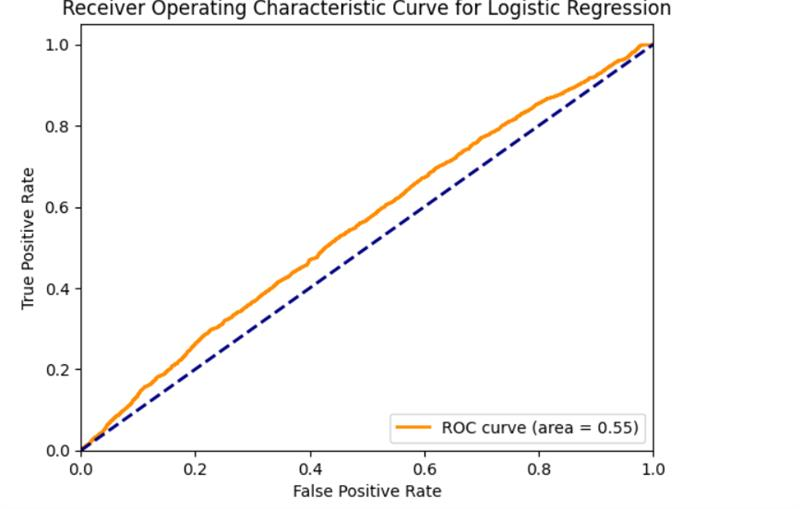 Receiver Operating Characteristic Curve for Logistic Regression
1.0
0.8
0.6
0.4
0.2
0.0
True Positive Rate
ROC curve (area = 0.55)
0.0 0.2 0.4 0.6 0.8 1.0
False Positive Rate